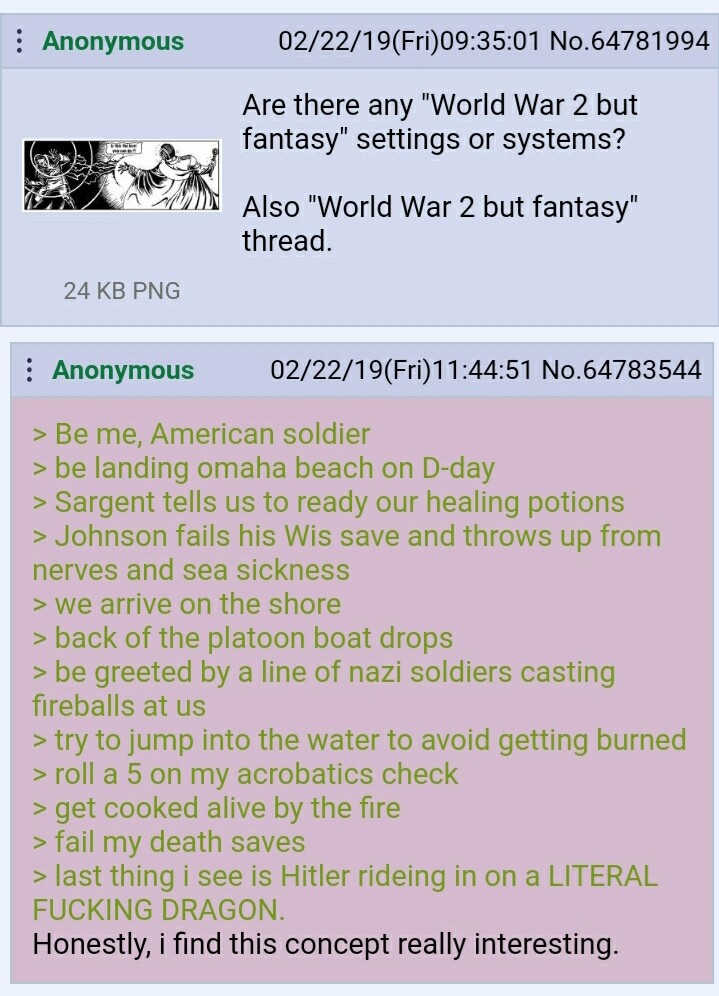 Anonymous 02/22/19(Fri)09:35:01 No.64781994
Is this the best
you can do?!
Are there any "World War 2 but
fantasy" settings or systems?
Also "World War 2 but fantasy"
thread.
24 KB PNG
Anonymous 02/22/19(Fri)11:44:51 No.64783544
> Be me, American soldier
> be landing omaha beach on D-day
> Sargent tells us to ready our healing potions
> Johnson fails his Wis save and throws up from
nerves and sea sickness
> we arrive on the shore
> back of the platoon boat drops
> be greeted by a line of nazi soldiers casting
fireballs at us
> try to jump into the water to avoid getting burned
> roll a 5 on my acrobatics check
> get cooked alive by the fire
> fail my death saves
> last thing i see is Hitler rideing in on a LITERAL
FUCKING DRAGON.
Honestly, i find this concept really interesting.